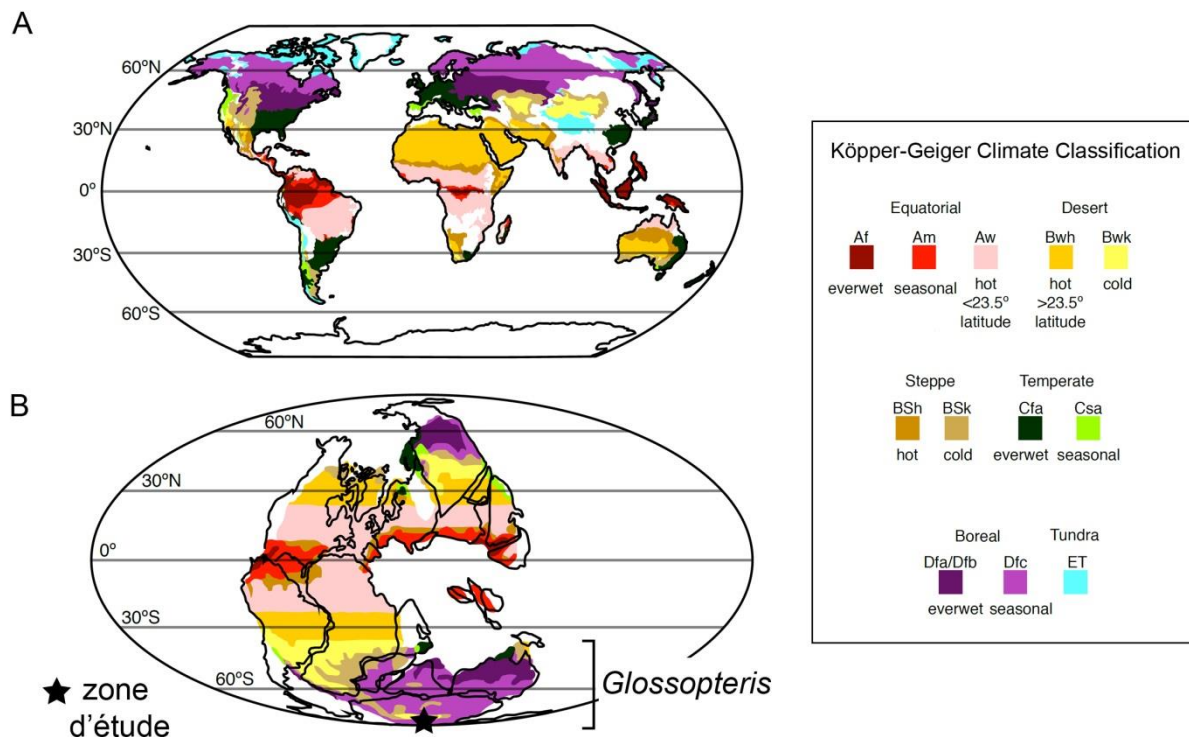 A
60ºN
30ºN
0º
30ºS
60ºS
B
60ºN
30ºN
0º
30ºS
60ºS
Glossopteris
zone
d’étude
Köpper-Geiger Climate Classification
Equatorial Desert
Af Am Aw Bwh Bwk
everwet seasonal hot hot cold
<23.5º >23.5º
latitude latitude
Steppe Temperate
BSh BSk Cfa Csa
hot cold everwet seasonal
Boreal Tundra
Dfa/Dfb Dfc ET
everwet seasonal